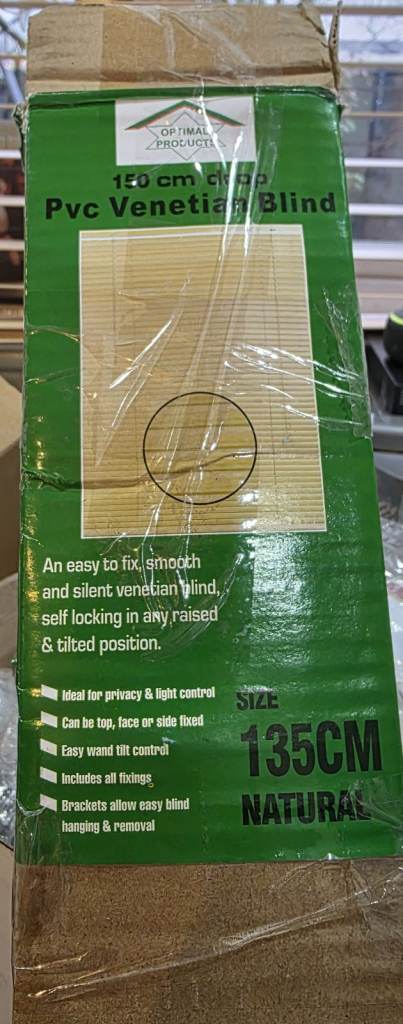 OPTIMAL
PRODUCTS
150 cm drop
Pvc Venetian Blind
An easy to fix, smooth
and silent venetian blind,
self locking in any raised
& tilted position.
Ideal for privacy & light control
Can be top, face or side fixed
Easy wand tilt control
Includes all fixings
Brackets allow easy blind
hanging & removal
SIZE
135CM
NATURAL